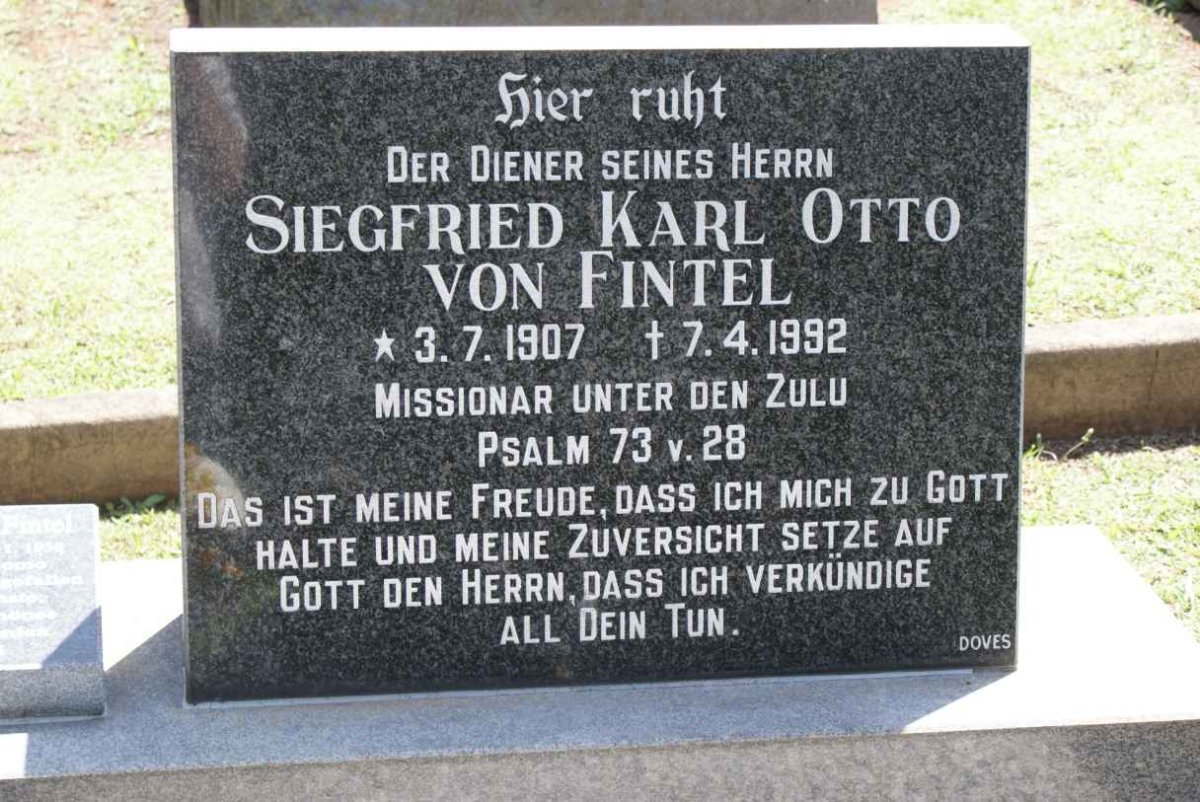 Hier ruht
DER DIENER SEINES HERRN
SIEGFRIED KARL OTTO
VON FINTEL
★ 3.7.1907 † 7.4.1992
MISSIONAR UNTER DEN ZULU
PSALM 73 V. 28
DAS IST MEINE FREUDE, DASS ICH MICH ZU GOTT
HALTE UND MEINE ZUVERSICHT SETZE AUF
GOTT DEN HERRN, DASS ICH VERKÜNDIGE
ALL DEIN TUN.
DOVES
Fintel
gefallen